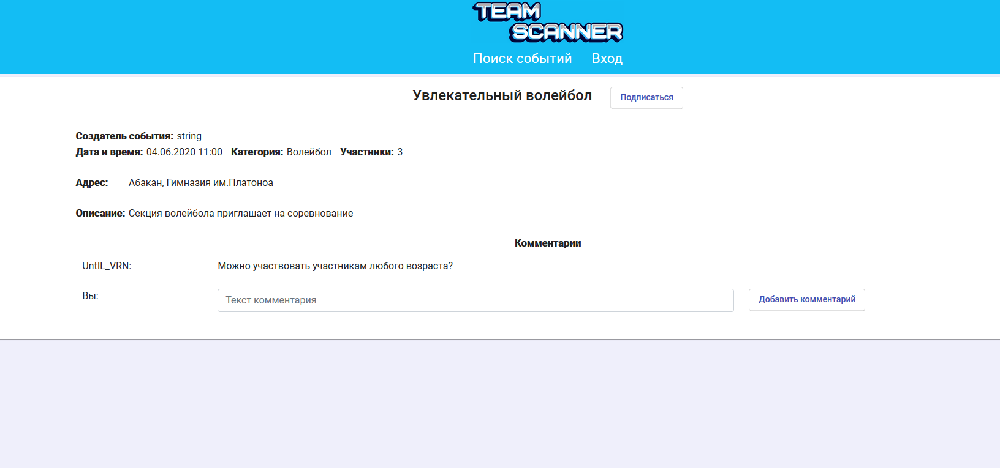 TEAM
SCANNER
Поиск событий Вход
Увлекательный волейбол Подписаться
Создатель события: string
Дата и время: 04.06.2020 11:00 Категория: Волейбол Участники: 3
Адрес: Абакан, Гимназия им.Платоноа
Описание: Секция волейбола приглашает на соревнование
Комментарии
UntIL_VRN: Можно участвовать участникам любого возраста?
Вы: Текст комментария Добавить комментарий